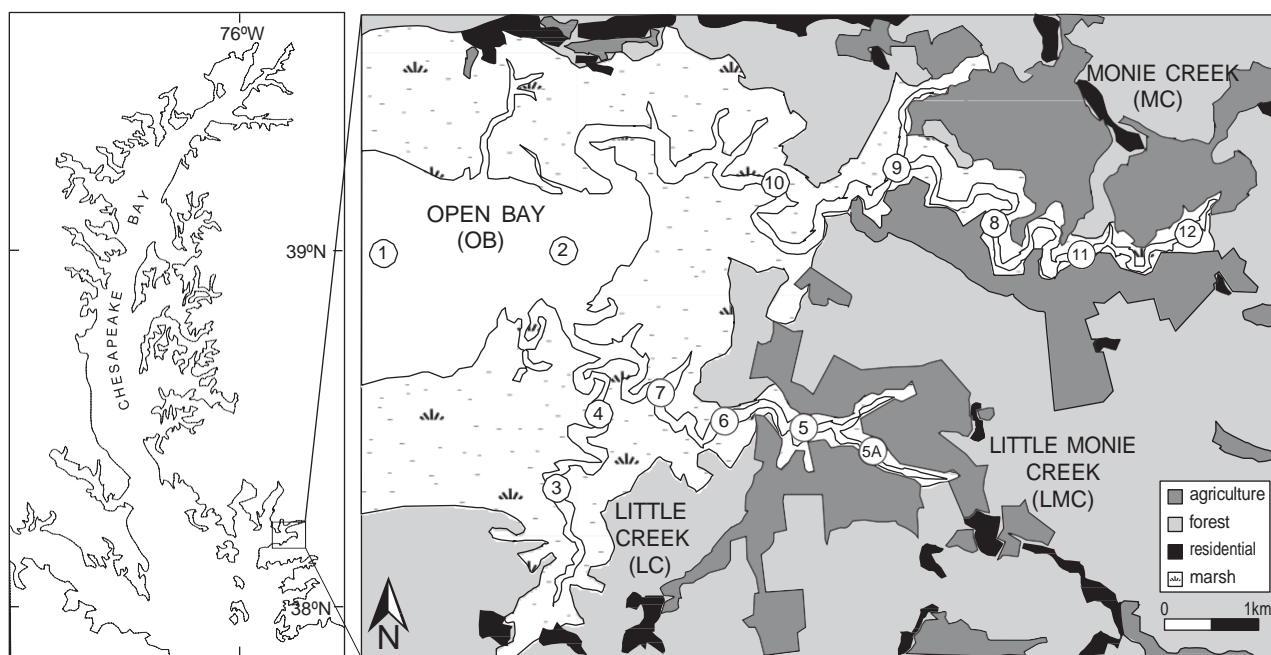 76ºW
39ºN
38ºN
CHESAPEAKE BAY
MONIE CREEK
(MC)
OPEN BAY
(OB)
1
2
10
9
8
11
12
7
4
6
5
5A
3
LITTLE MONIE
CREEK
(LMC)
LITTLE
CREEK
(LC)
agriculture
forest
residential
marsh
0 1km
N